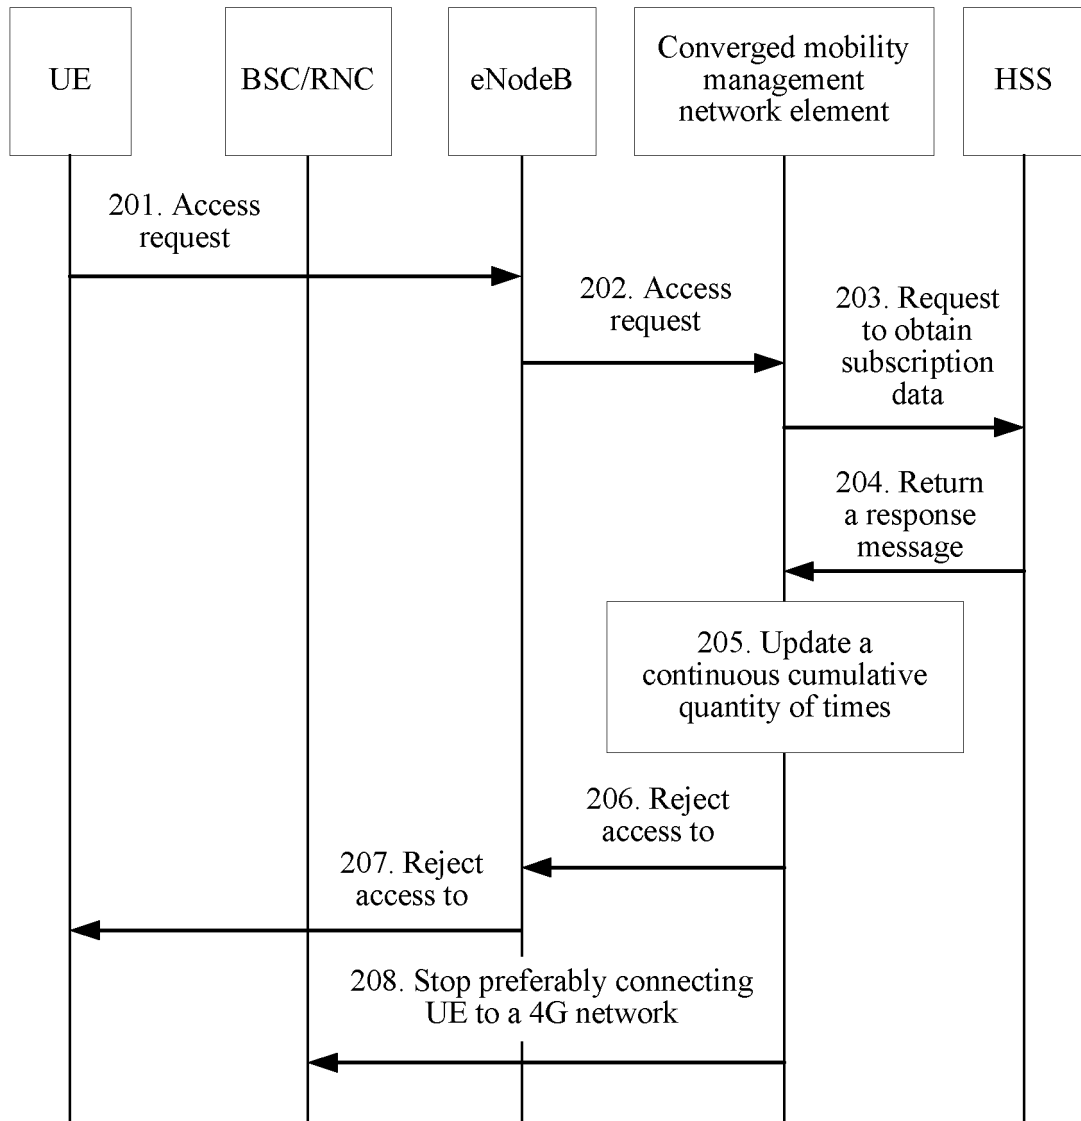 UE
BSC/RNC
eNodeB
Converged mobility
management
network element
HSS
201. Access
request
202. Access
request
203. Request
to obtain
subscription
data
204. Return
a response
message
205. Update a
continuous cumulative
quantity of times
206. Reject
access to
207. Reject
access to
208. Stop preferably connecting
UE to a 4G network